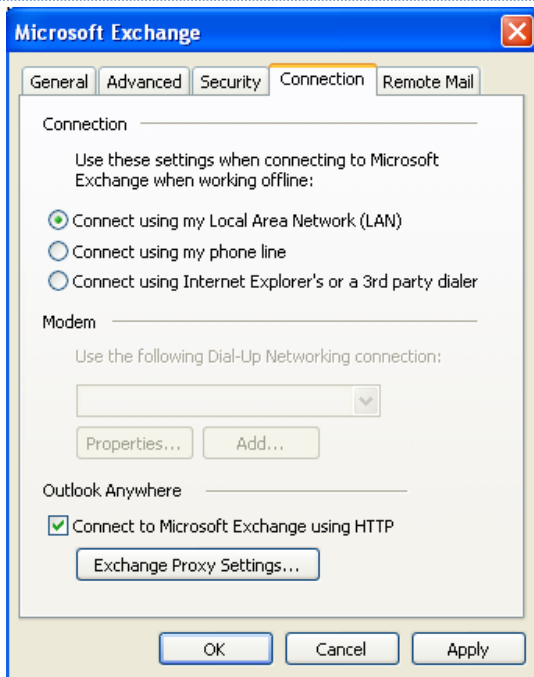 Microsoft Exchange
General Advanced Security Connection Remote Mail
Connection
Use these settings when connecting to Microsoft
Exchange when working offline:
Connect using my Local Area Network (LAN)
Connect using my phone line
Connect using Internet Explorer's or a 3rd party dialer
Modem
Use the following Dial-Up Networking connection:
Properties... Add...
Outlook Anywhere
Connect to Microsoft Exchange using HTTP
Exchange Proxy Settings...
OK Cancel Apply